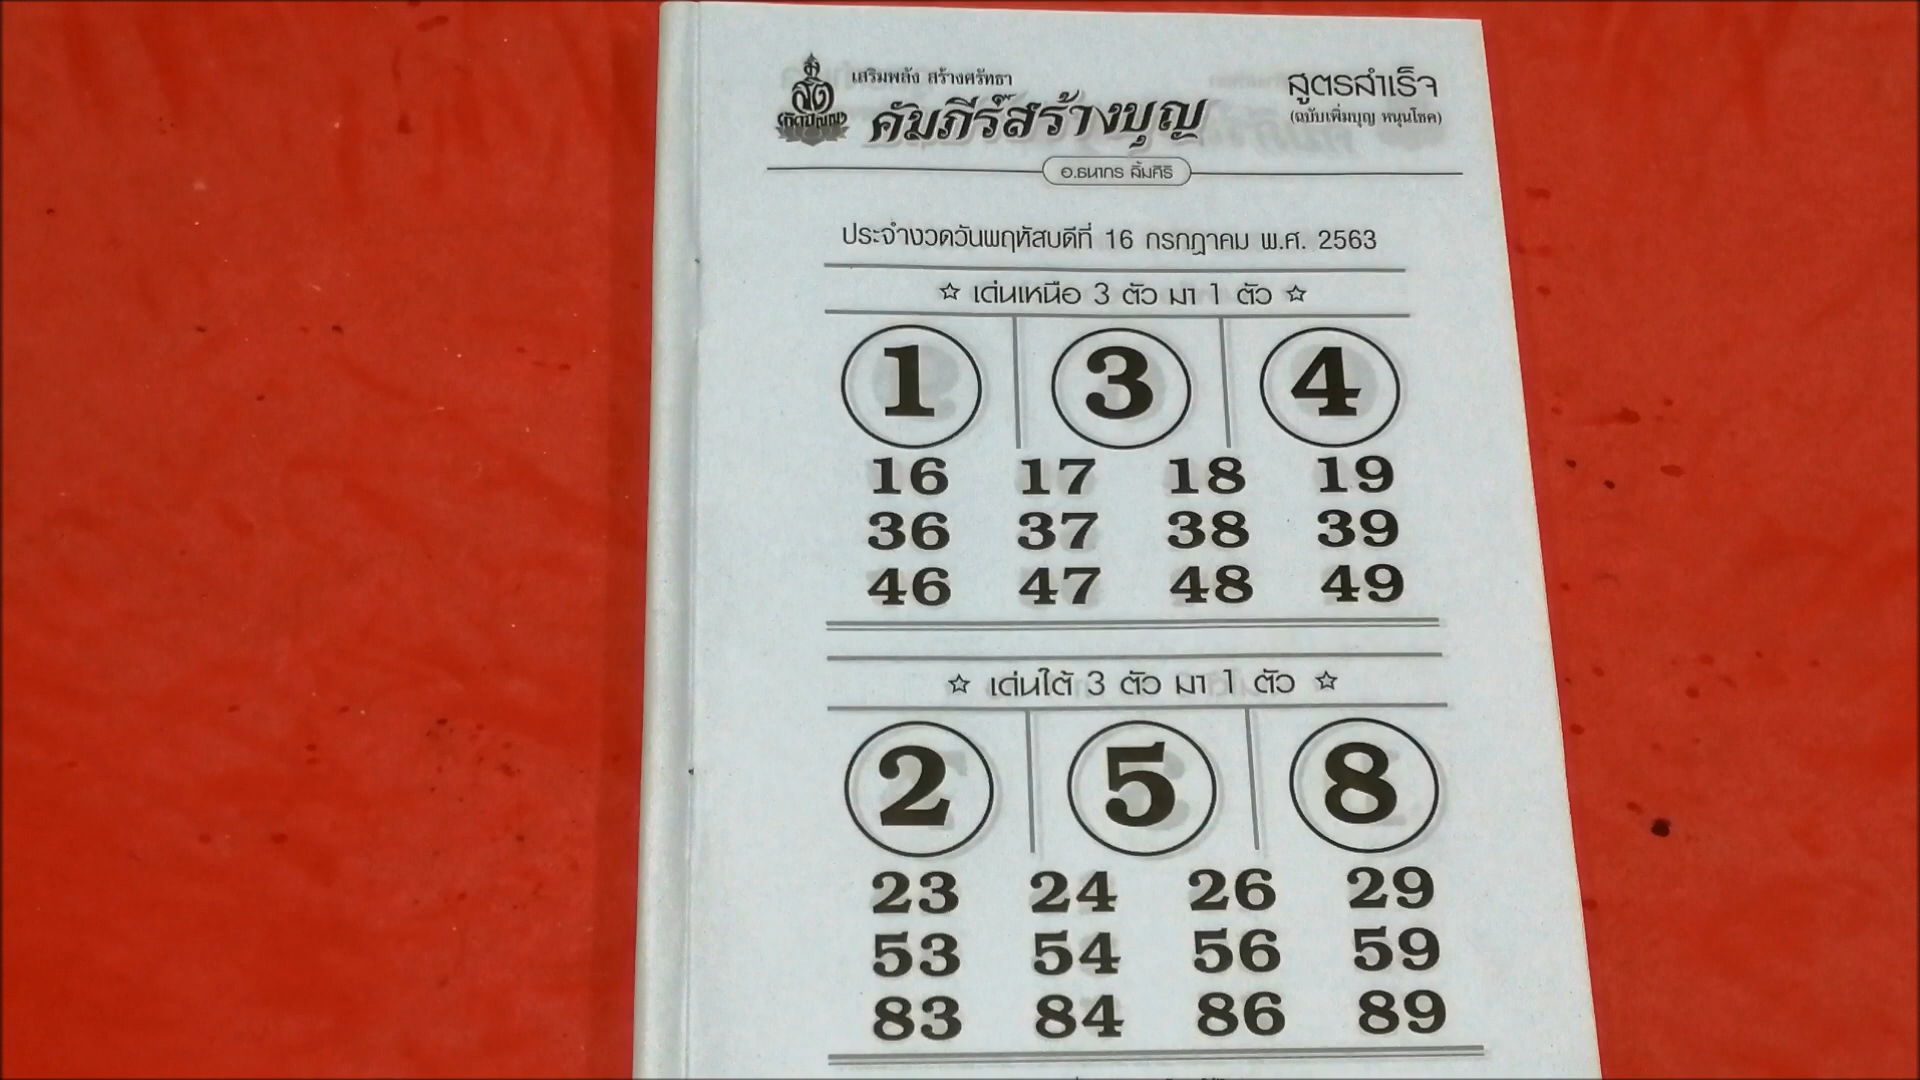 เสริมพลัง สร้างศรัทธา
คัมภีร์สร้างบุญ
สูตรสำเร็จ
(ฉบับเพิ่มบุญ หนุนโชค)
อ.ธนากร ลิ้มศิริ
ประจำงวดวันพฤหัสบดีที่ 16 กรกฎาคม พ.ศ. 2563
☆ เด่นเหนือ 3 ตัว มา 1 ตัว ☆
1 3 4
16 17 18 19
36 37 38 39
46 47 48 49
☆ เด่นใต้ 3 ตัว มา 1 ตัว ☆
2 5 8
23 24 26 29
53 54 56 59
83 84 86 89